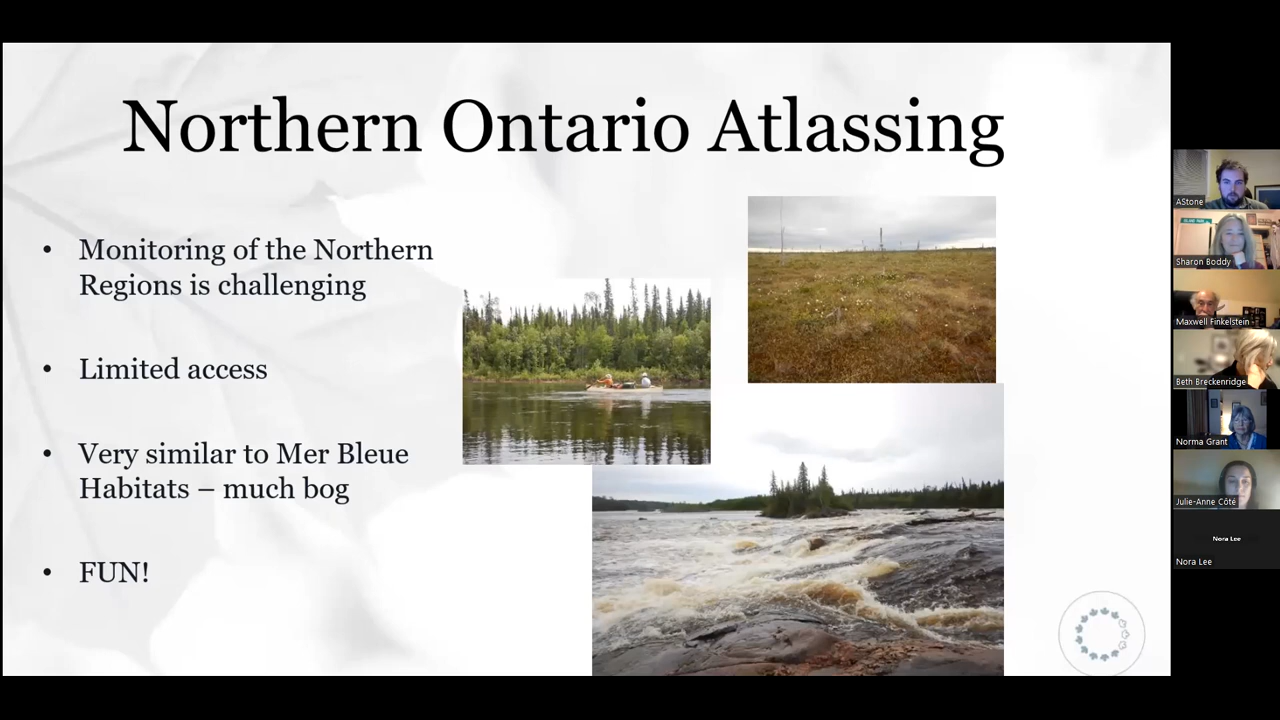 Northern Ontario Atlassing
• Monitoring of the Northern
Regions is challenging
• Limited access
• Very similar to Mer Bleue
Habitats – much bog
• FUN!
AStone
Sharon Boddy
Maxwell Finkelstein
Beth Breckenridge
Norma Grant
Julie-Anne Côté
Nora Lee
Nora Lee